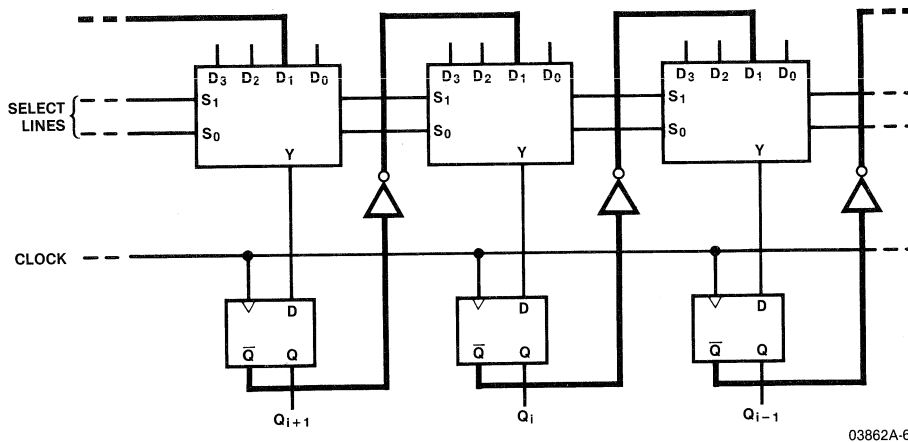 D3 D2 D1 D0
D3 D2 D1 D0
D3 D2 D1 D0
SELECT
LINES
S1
S1
S1
S0
S0
S0
Y
Y
Y
CLOCK
D
D
D
Q̅ Q
Q̅ Q
Q̅ Q
Qi+1
Qi
Qi−1
03862A-6